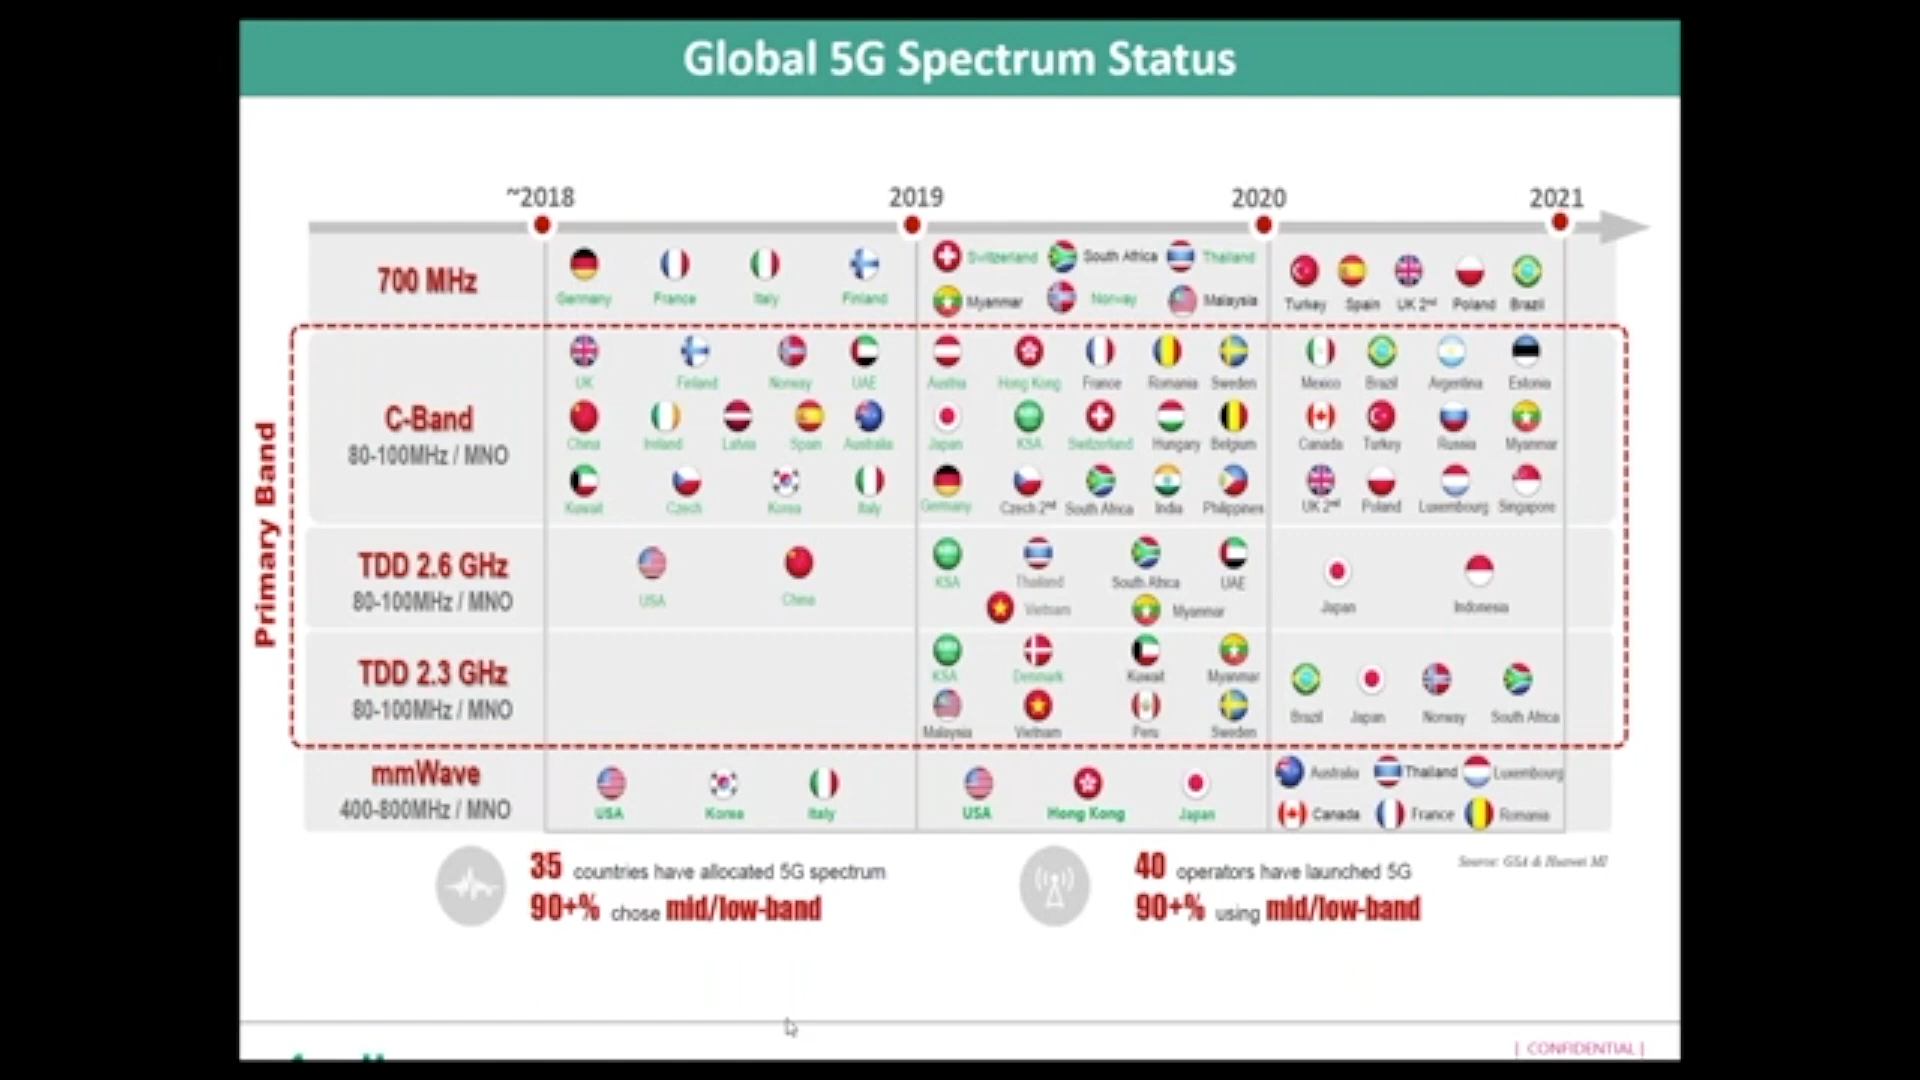 Global 5G Spectrum Status
~2018 2019 2020 2021
700 MHz
Germany France Italy Finland
Switzerland South Africa Thailand
Myanmar Norway Malaysia
Turkey Spain UK 2nd Poland Brazil
Primary Band
C-Band
80-100MHz / MNO
UK Finland Norway UAE Austria Hong Kong France Romania Sweden Mexico Brazil Argentina Estonia
China Ireland Latvia Spain Australia Japan KSA Switzerland Hungary Belgium Canada Turkey Russia Myanmar
Kuwait Czech Korea Italy Germany Czech 2nd South Africa India Philippines UK 2nd Poland Luxembourg Singapore
TDD 2.6 GHz
80-100MHz / MNO
USA China
KSA Thailand South Africa UAE
Vietnam Myanmar
Japan Indonesia
TDD 2.3 GHz
80-100MHz / MNO
KSA Denmark Kuwait Myanmar
Malaysia Vietnam Peru Sweden
Brazil Japan Norway South Africa
mmWave
400-800MHz / MNO
USA Korea Italy
USA Hong Kong Japan
Australia Thailand Luxembourg
Canada France Romania
35 countries have allocated 5G spectrum
90+% chose mid/low-band
40 operators have launched 5G
90+% using mid/low-band
Source: GSA & Huawei MI
| CONFIDENTIAL |